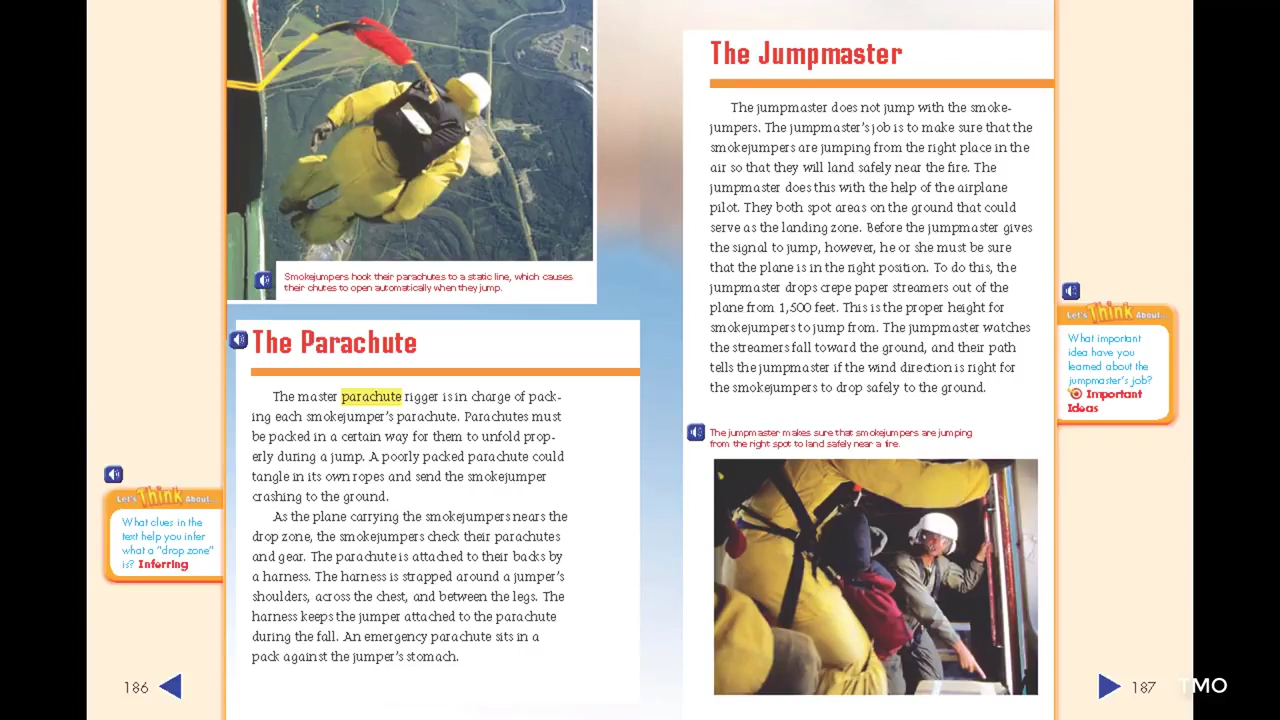 Smokejumpers hook their parachutes to a static line, which causes
their chutes to open automatically when they jump.
The Parachute
The master parachute rigger is in charge of pack-
ing each smokejumper's parachute. Parachutes must
be packed in a certain way for them to unfold prop-
erly during a jump. A poorly packed parachute could
tangle in its own ropes and send the smokejumper
crashing to the ground.
As the plane carrying the smokejumpers nears the
drop zone, the smokejumpers check their parachutes
and gear. The parachute is attached to their backs by
a harness. The harness is strapped around a jumper's
shoulders, across the chest, and between the legs. The
harness keeps the jumper attached to the parachute
during the fall. An emergency parachute sits in a
pack against the jumper's stomach.
Let's Think About...
What clues in the
text help you infer
what a "drop zone"
is? Inferring
186
The Jumpmaster
The jumpmaster does not jump with the smoke-
jumpers. The jumpmaster's job is to make sure that the
smokejumpers are jumping from the right place in the
air so that they will land safely near the fire. The
jumpmaster does this with the help of the airplane
pilot. They both spot areas on the ground that could
serve as the landing zone. Before the jumpmaster gives
the signal to jump, however, he or she must be sure
that the plane is in the right position. To do this, the
jumpmaster drops crepe paper streamers out of the
plane from 1,500 feet. This is the proper height for
smokejumpers to jump from. The jumpmaster watches
the streamers fall toward the ground, and their path
tells the jumpmaster if the wind direction is right for
the smokejumpers to drop safely to the ground.
The jumpmaster makes sure that smokejumpers are jumping
from the right spot to land safely near a fire.
Let's Think About...
What important
idea have you
learned about the
jumpmaster's job?
Important
Ideas
187
TMO